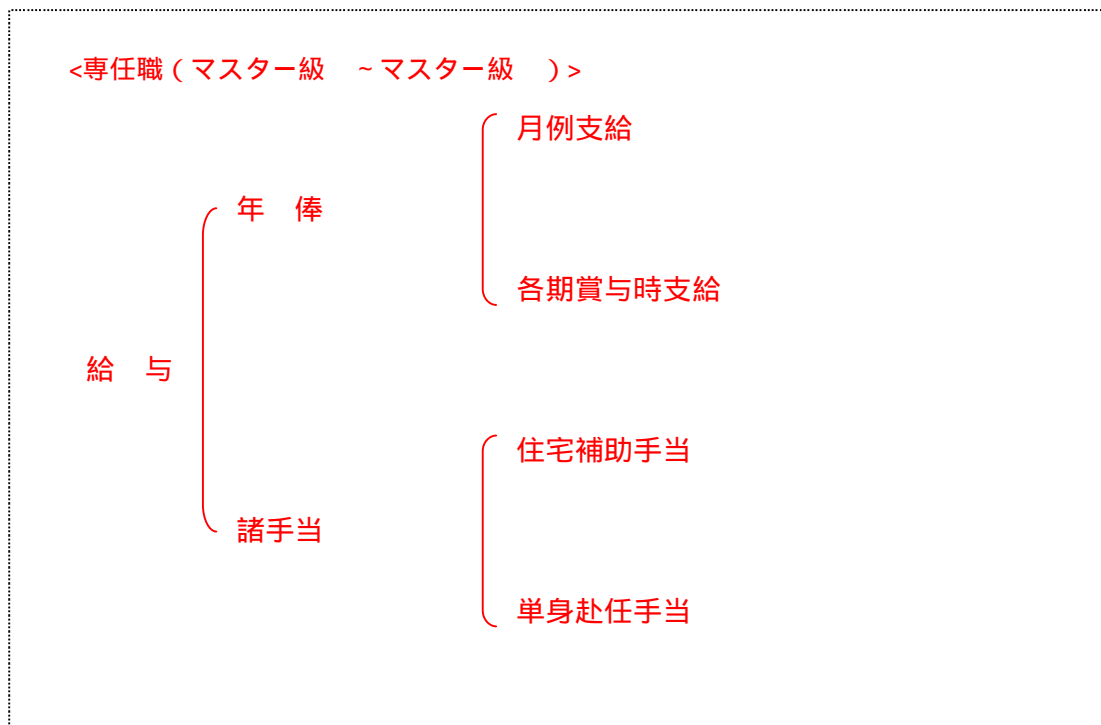 <専任職（マスター級　~マスター級　）>
月例支給
年　俸
各期賞与時支給
給　与
住宅補助手当
諸手当
単身赴任手当